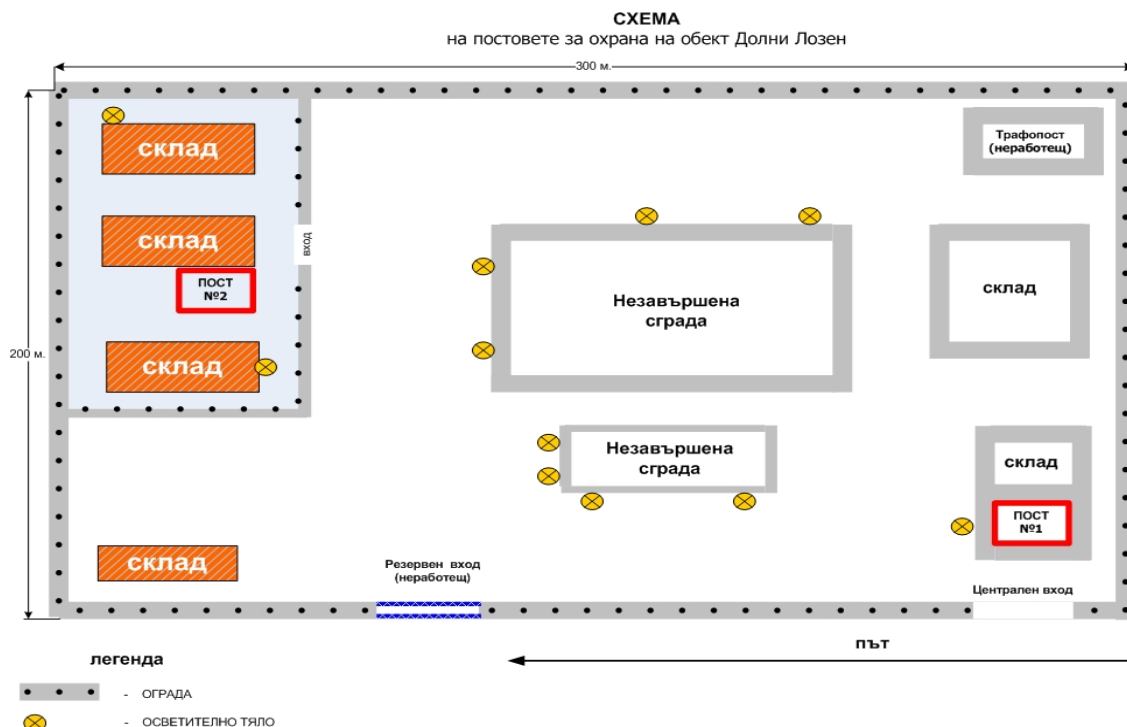 СХЕМА
на постовете за охрана на обект Долни Лозен
300 м.
склад
Трафопост
(неработещ)
склад
вход
ПОСТ
№2
Незавършена
сграда
склад
200 м.
склад
Незавършена
сграда
склад
ПОСТ
№1
склад
Резервен вход
(неработещ)
Централен вход
път
легенда
- ОГРАДА
- ОСВЕТИТЕЛНО ТЯЛО